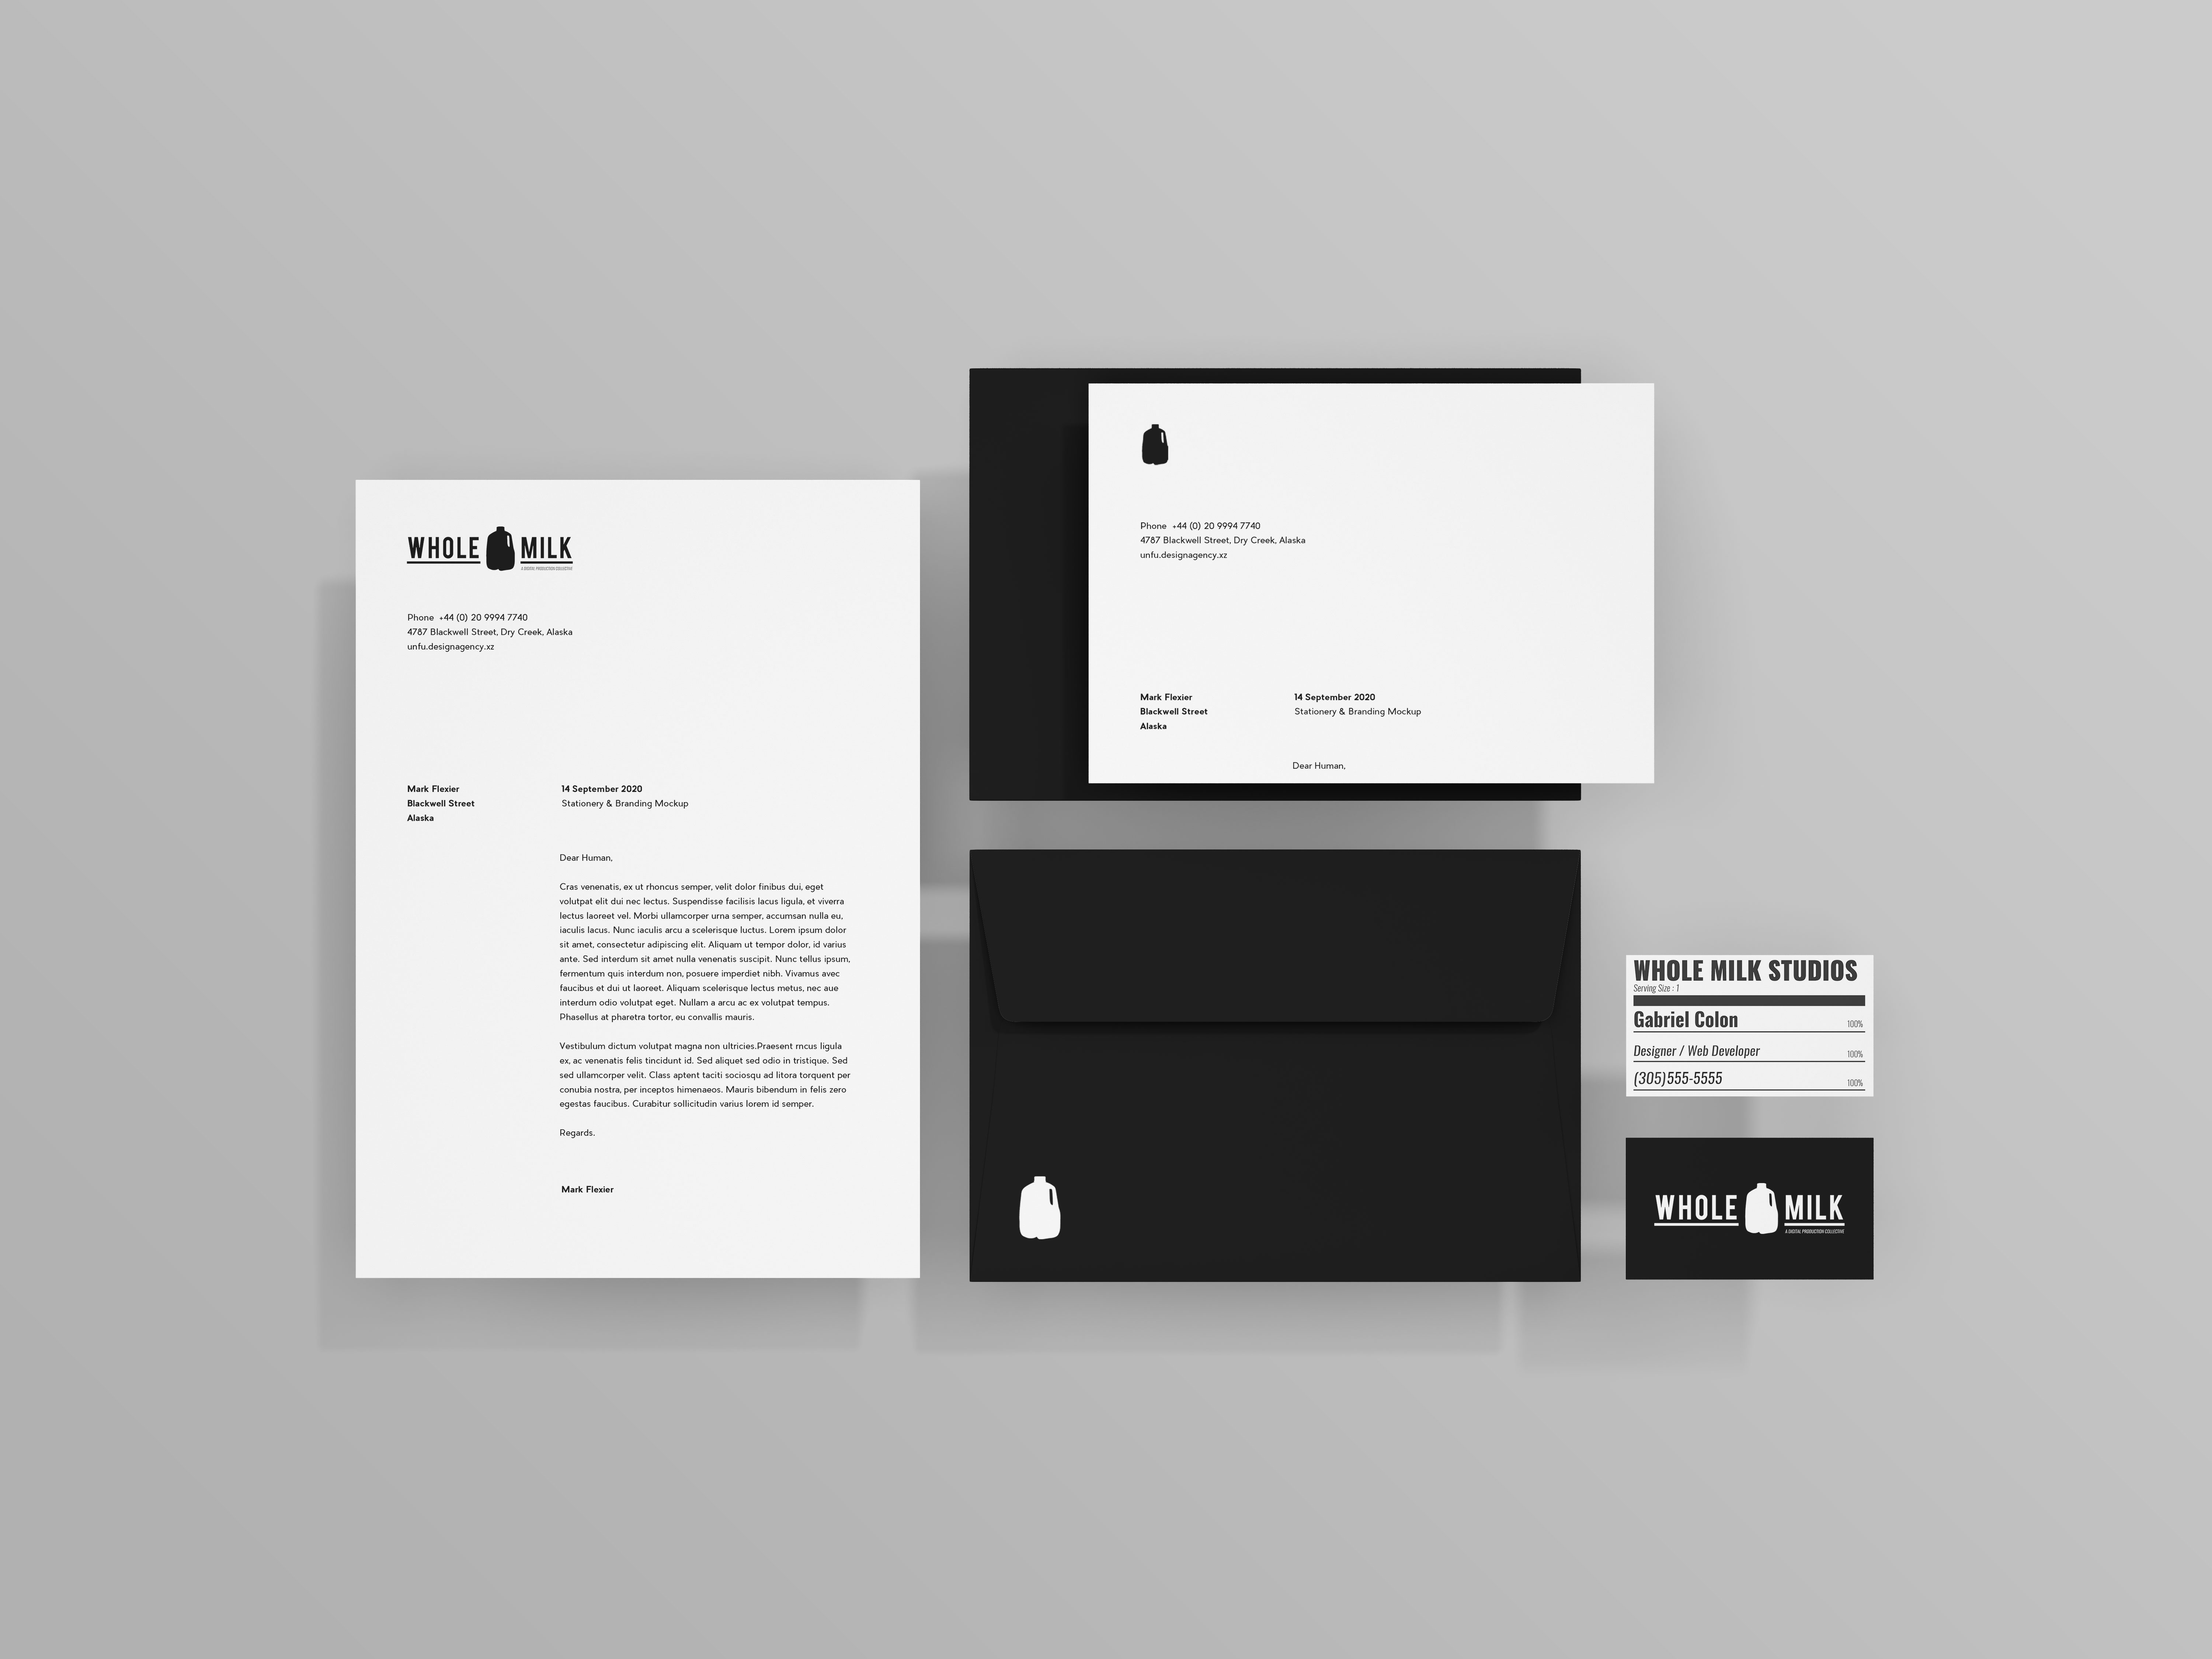 WHOLE MILK
A DIGITAL PRODUCTION COLLECTIVE
Phone +44 (0) 20 9994 7740
4787 Blackwell Street, Dry Creek, Alaska
unfu.designagency.xz
Mark Flexier
Blackwell Street
Alaska
14 September 2020
Stationery & Branding Mockup
Dear Human,
Cras venenatis, ex ut rhoncus semper, velit dolor finibus dui, eget
volutpat elit dui nec lectus. Suspendisse facilisis lacus ligula, et viverra
lectus laoreet vel. Morbi ullamcorper urna semper, accumsan nulla eu,
iaculis lacus. Nunc iaculis arcu a scelerisque luctus. Lorem ipsum dolor
sit amet, consectetur adipiscing elit. Aliquam ut tempor dolor, id varius
ante. Sed interdum sit amet nulla venenatis suscipit. Nunc tellus ipsum,
fermentum quis interdum non, posuere imperdiet nibh. Vivamus avec
faucibus et dui ut laoreet. Aliquam scelerisque lectus metus, nec aue
interdum odio volutpat eget. Nullam a arcu ac ex volutpat tempus.
Phasellus at pharetra tortor, eu convallis mauris.
Vestibulum dictum volutpat magna non ultricies.Praesent rncus ligula
ex, ac venenatis felis tincidunt id. Sed aliquet sed odio in tristique. Sed
sed ullamcorper velit. Class aptent taciti sociosqu ad litora torquent per
conubia nostra, per inceptos himenaeos. Mauris bibendum in felis zero
egestas faucibus. Curabitur sollicitudin varius lorem id semper.
Regards.
Mark Flexier
Phone +44 (0) 20 9994 7740
4787 Blackwell Street, Dry Creek, Alaska
unfu.designagency.xz
Mark Flexier
Blackwell Street
Alaska
14 September 2020
Stationery & Branding Mockup
Dear Human,
WHOLE MILK STUDIOS
Serving Size : 1
Gabriel Colon 100%
Designer / Web Developer 100%
(305)555-5555 100%
WHOLE MILK
A DIGITAL PRODUCTION COLLECTIVE